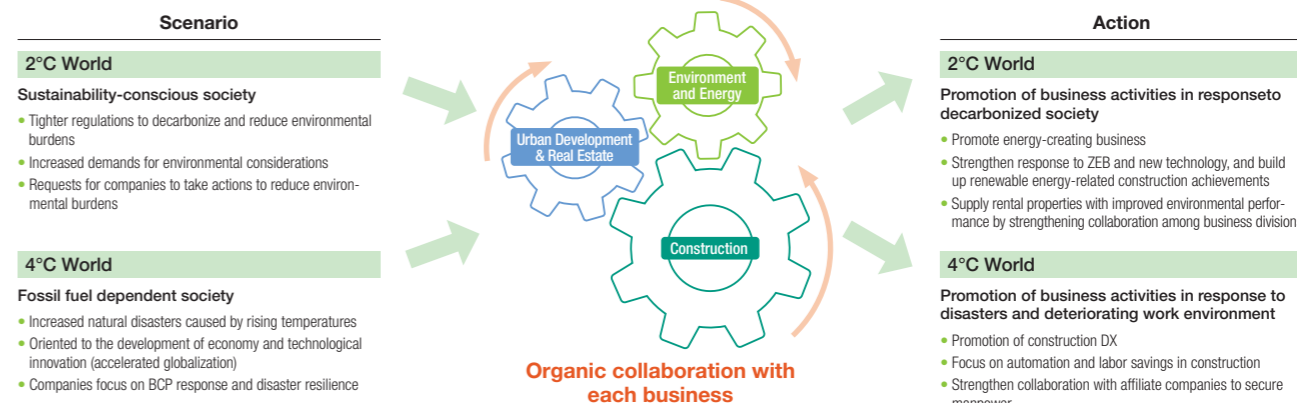 Scenario
2°C World
Sustainability-conscious society
• Tighter regulations to decarbonize and reduce environmental
burdens
• Increased demands for environmental considerations
• Requests for companies to take actions to reduce environ-
mental burdens
4°C World
Fossil fuel dependent society
• Increased natural disasters caused by rising temperatures
• Oriented to the development of economy and technological
innovation (accelerated globalization)
• Companies focus on BCP response and disaster resilience
Environment
and Energy
Urban Development
& Real Estate
Construction
Organic collaboration with
each business
Action
2°C World
Promotion of business activities in responseto
decarbonized society
• Promote energy-creating business
• Strengthen response to ZEB and new technology, and build
up renewable energy-related construction achievements
• Supply rental properties with improved environmental perfor-
mance by strengthening collaboration among business division
4°C World
Promotion of business activities in response to
disasters and deteriorating work environment
• Promotion of construction DX
• Focus on automation and labor savings in construction
• Strengthen collaboration with affiliate companies to secure
manpower